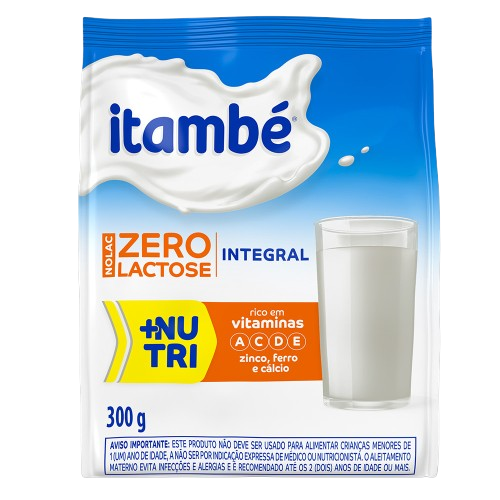 itambé
NOLAC
ZERO
LACTOSE
INTEGRAL
+NU
TRI
rico em
vitaminas
A C D E
zinco, ferro
e cálcio
300 g
AVISO IMPORTANTE: ESTE PRODUTO NÃO DEVE SER USADO PARA ALIMENTAR CRIANÇAS MENORES DE
1 (UM) ANO DE IDADE, A NÃO SER POR INDICAÇÃO EXPRESSA DE MÉDICO OU NUTRICIONISTA. O ALEITAMENTO
MATERNO EVITA INFECÇÕES E ALERGIAS E É RECOMENDADO ATÉ OS 2 (DOIS) ANOS DE IDADE OU MAIS.